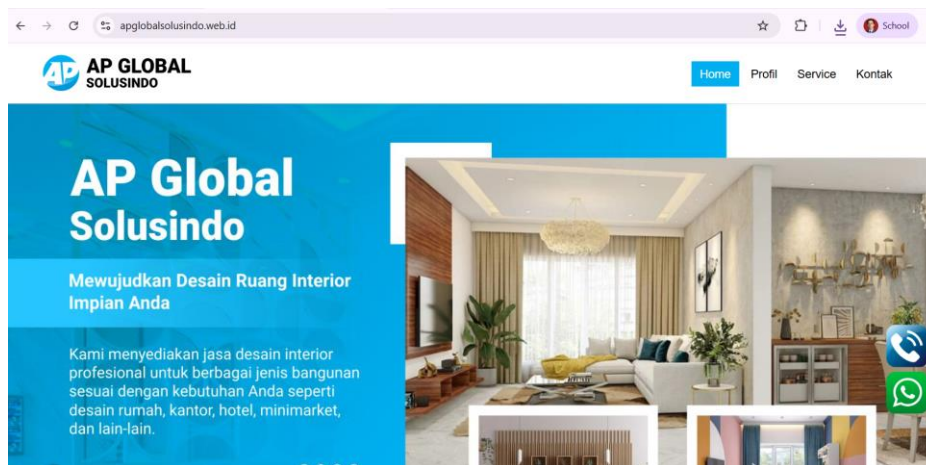 apglobalsolusindo.web.id
School
AP
AP GLOBAL
SOLUSINDO
Home Profil Service Kontak
AP Global
Solusindo
Mewujudkan Desain Ruang Interior
Impian Anda
Kami menyediakan jasa desain interior
profesional untuk berbagai jenis bangunan
sesuai dengan kebutuhan Anda seperti
desain rumah, kantor, hotel, minimarket,
dan lain-lain.